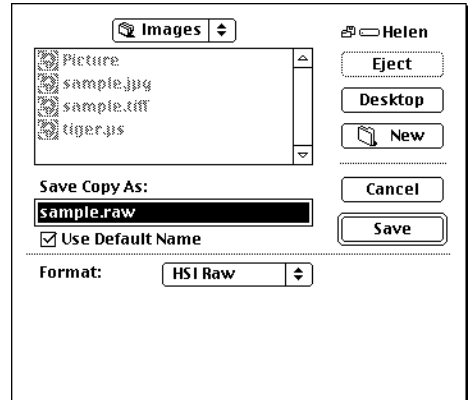 Images
Helen
Picture
sample.jpg
sample.tiff
tiger.ps
Eject
Desktop
New
Save Copy As:
sample.raw
Use Default Name
Cancel
Save
Format:
HSI Raw